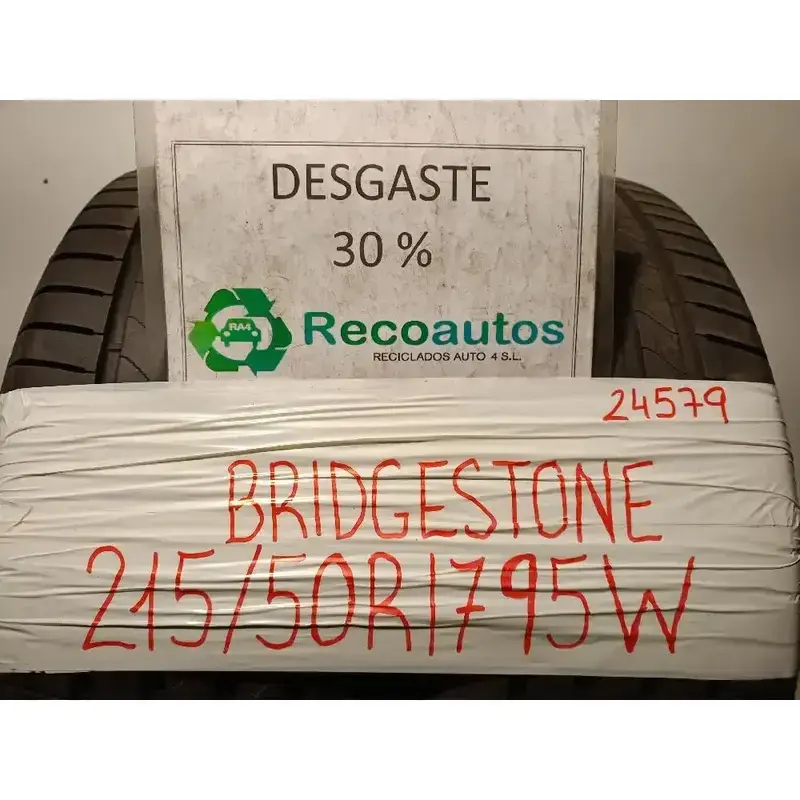 DESGASTE
30 %
RA4
Recoautos
RECICLADOS AUTO 4 S.L.
24579
BRIDGESTONE
215/50R1795W